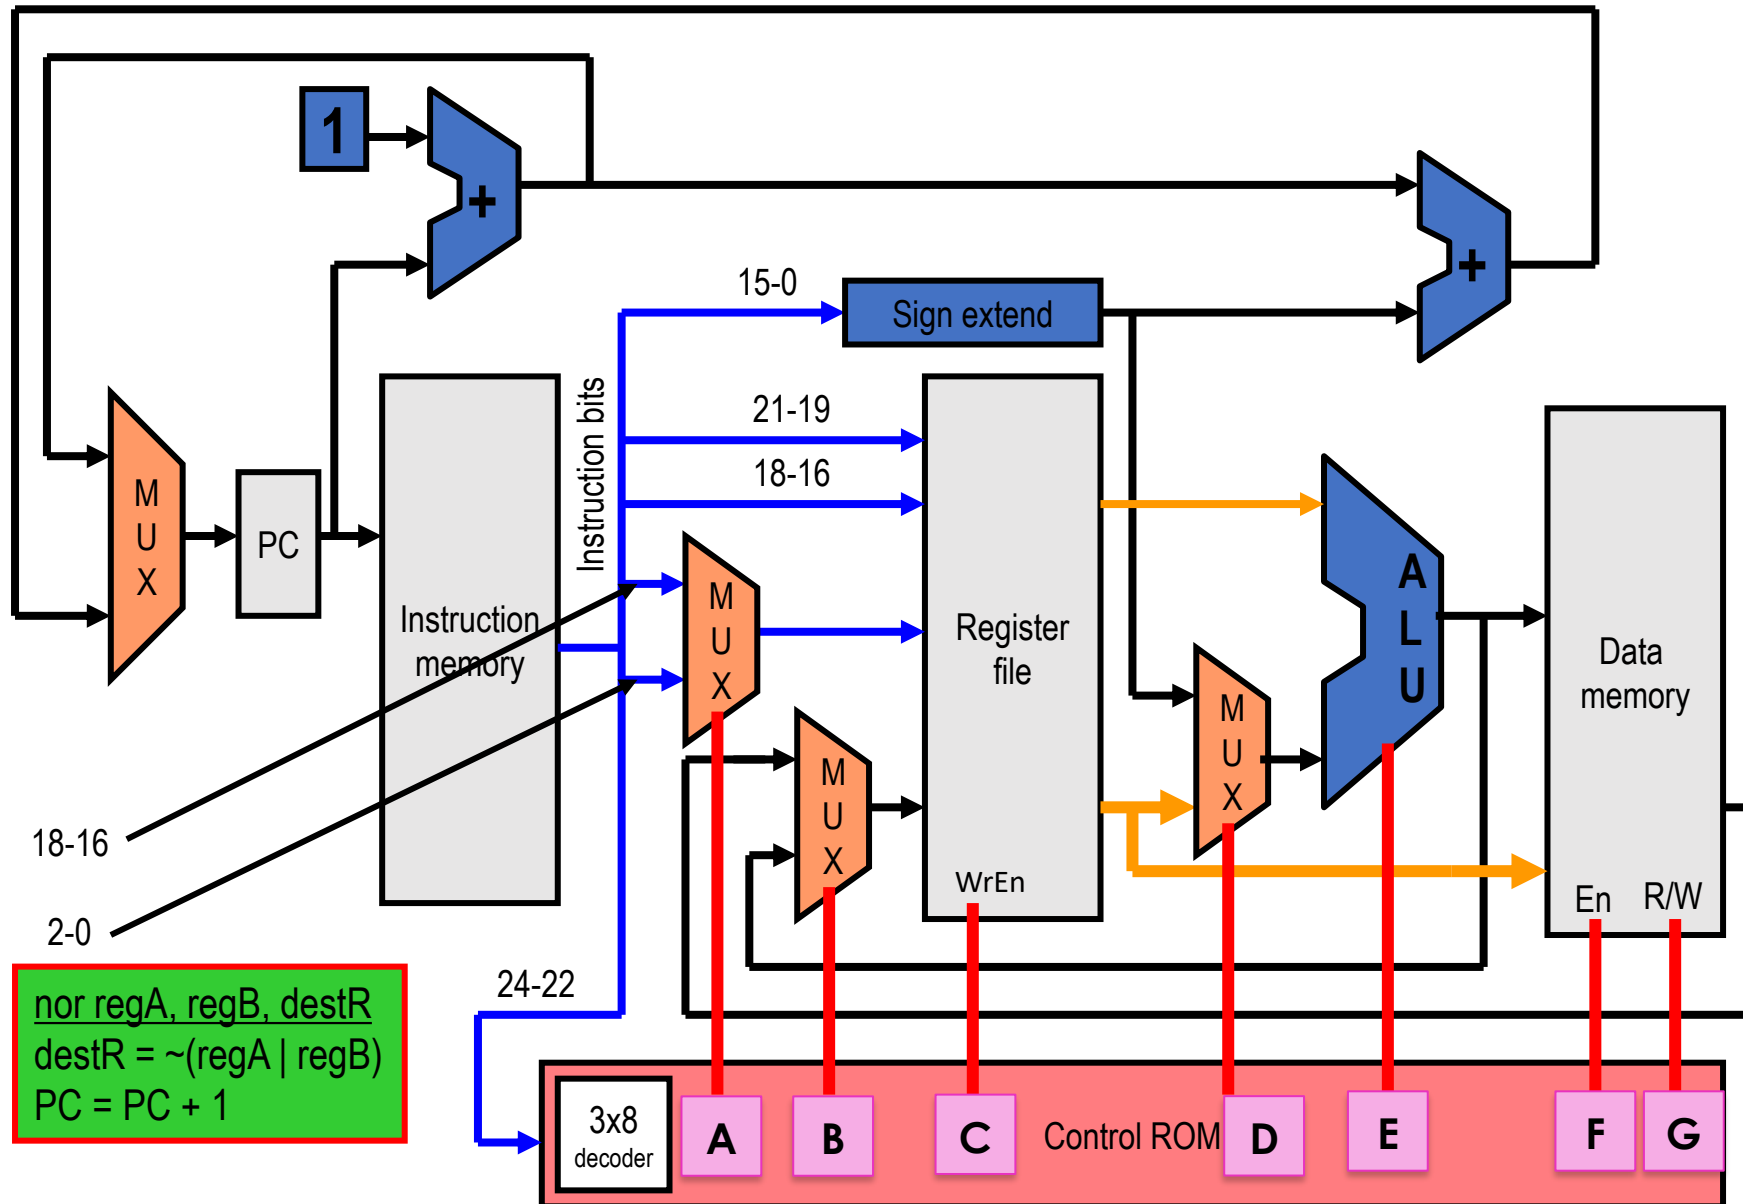 1
+
+
15-0
Sign extend
Instruction bits
21-19
18-16
M
U
X
PC
Instruction
memory
M
U
X
Register
file
WrEn
M
U
X
M
U
X
A
L
U
Data
memory
En
R/W
18-16
2-0
24-22
nor regA, regB, destR
destR = ~(regA | regB)
PC = PC + 1
3x8
decoder
A
B
C
Control ROM
D
E
F
G